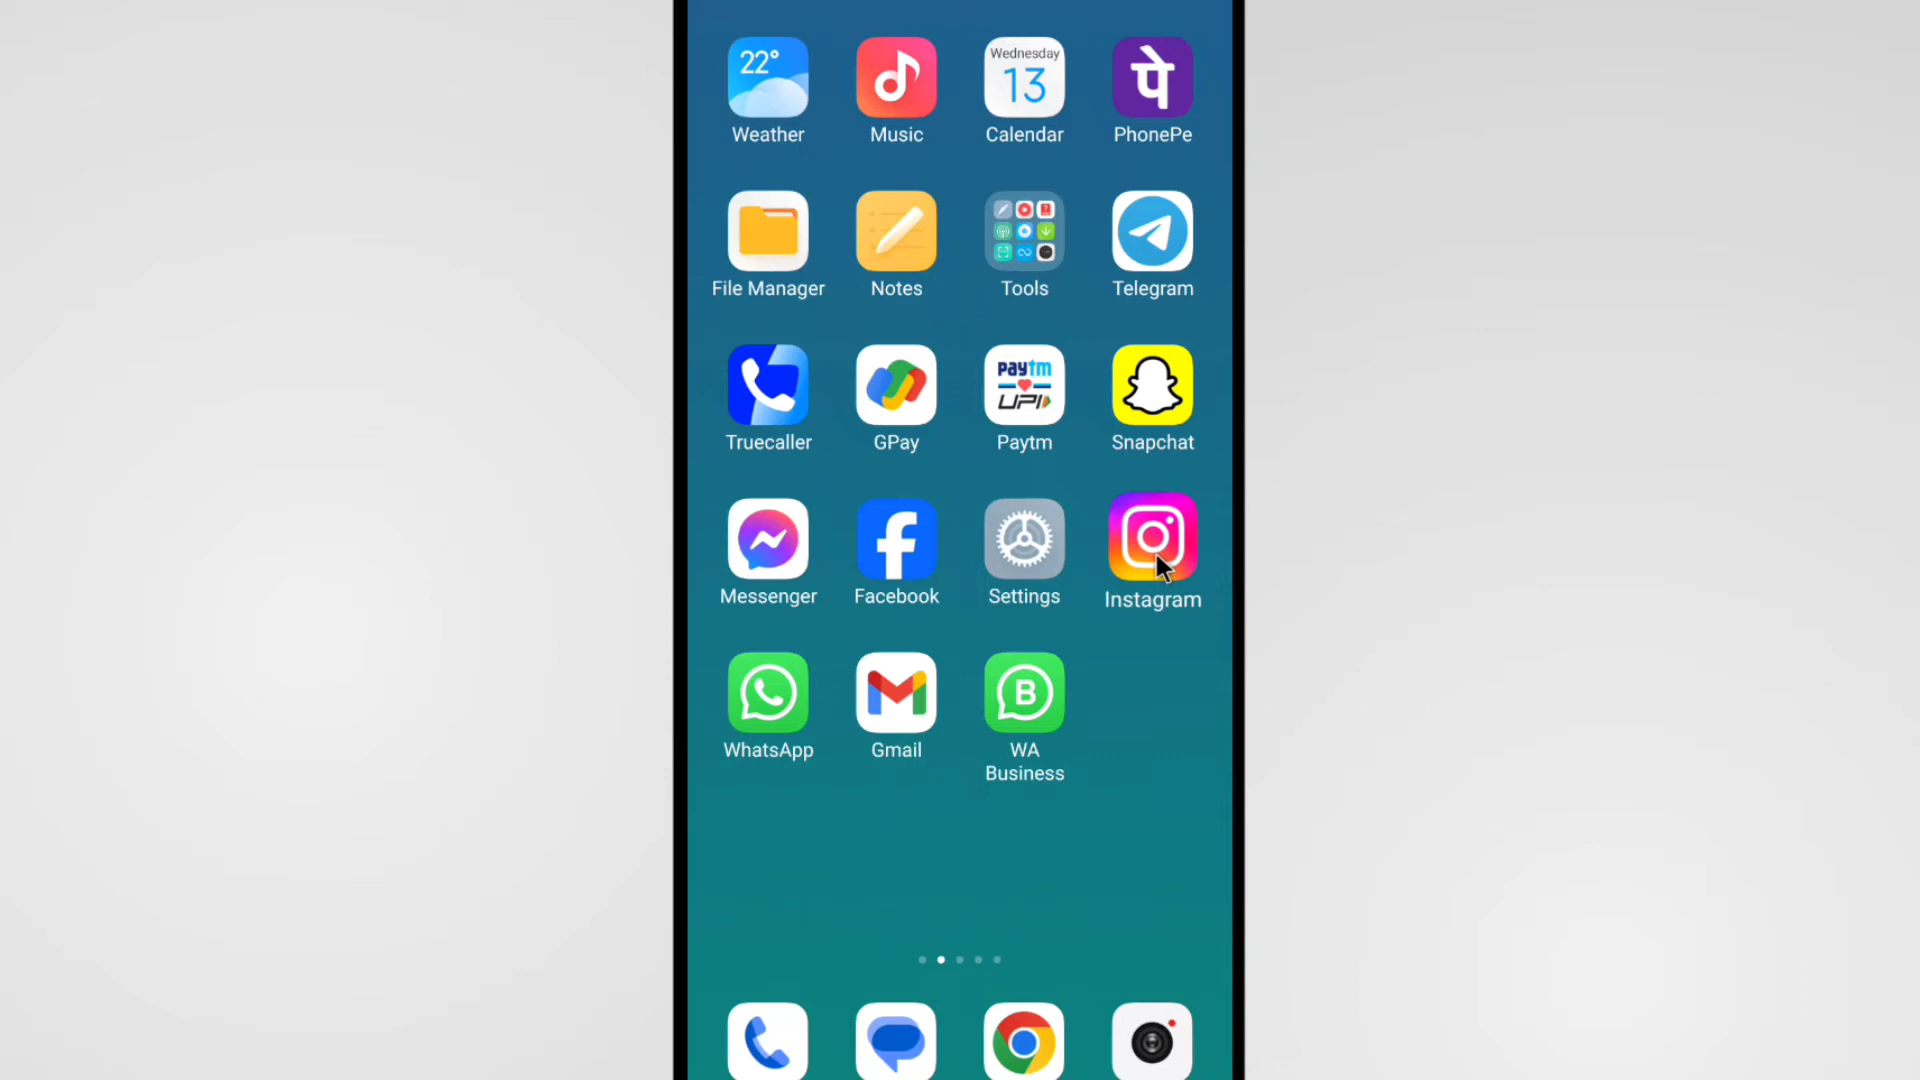 22°
Wednesday
13
पे
Weather
Music
Calendar
PhonePe
File Manager
Notes
Tools
Telegram
paytm
UPI
Truecaller
GPay
Paytm
Snapchat
Messenger
Facebook
Settings
Instagram
B
WhatsApp
Gmail
WA
Business